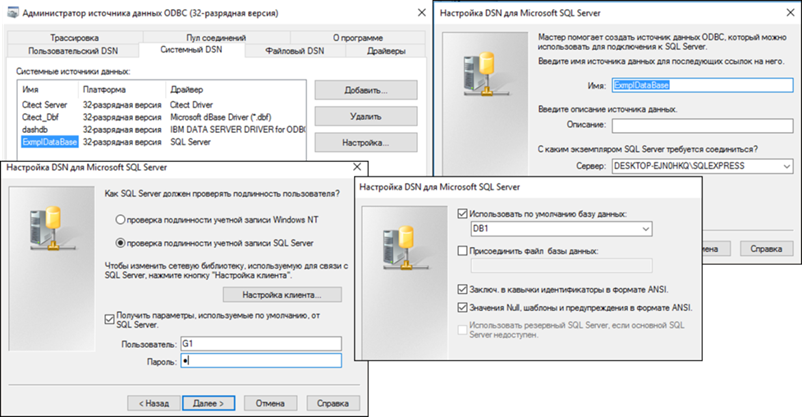 Администратор источника данных ODBC (32-разрядная версия)
Трассировка
Пул соединений
О программе
Пользовательский DSN
Системный DSN
Файловый DSN
Драйверы
Системные источники данных:
Имя Платформа Драйвер
Citect Server 32-разрядная версия Citect Driver
Citect_Dbf 32-разрядная версия Microsoft dBase Driver (*.dbf)
dashdb 32-разрядная версия IBM DATA SERVER DRIVER for ODBC
ExmplDataBase 32-разрядная версия SQL Server
Добавить...
Удалить
Настройка...
Настройка DSN для Microsoft SQL Server
Мастер помогает создать источник данных ODBC, который можно
использовать для подключения к SQL Server.
Введите имя источника данных для последующих ссылок на него.
Имя: ExmplDataBase
Введите описание источника данных.
Описание:
С каким экземпляром SQL Server требуется соединиться?
Сервер: DESKTOP-EJN0HKQ\SQLEXPRESS
мена
Справка
Настройка DSN для Microsoft SQL Server
Как SQL Server должен проверять подлинность пользователя?
проверка подлинности учетной записи Windows NT
проверка подлинности учетной записи SQL Server
Чтобы изменить сетевую библиотеку, используемую для связи с
SQL Server, нажмите кнопку "Настройка клиента".
Настройка клиента...
Получить параметры, используемые по умолчанию, от
SQL Server.
Пользователь: G1
Пароль: •
< Назад
Далее >
Отмена
Справка
Настройка DSN для Microsoft SQL Server
Использовать по умолчанию базу данных:
DB1
Присоединить файл базы данных:
Заключ. в кавычки идентификаторы в формате ANSI.
Значения Null, шаблоны и предупреждения в формате ANSI.
Использовать резервный SQL Server, если основной SQL
Server недоступен.